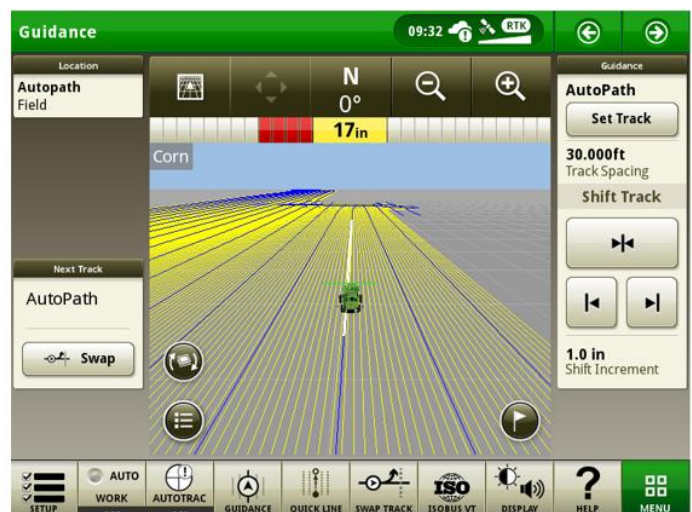 Guidance
09:32
RTK
Location
Autopath
Field
N
0°
17in
Corn
Guidance
AutoPath
Set Track
30.000ft
Track Spacing
Shift Track
1.0 in
Shift Increment
Next Track
AutoPath
Swap
SETUP
AUTO
WORK
AUTOTRAC
GUIDANCE
QUICK LINE
SWAP TRACK
ISO
ISOBUS VT
DISPLAY
?
HELP
MENU